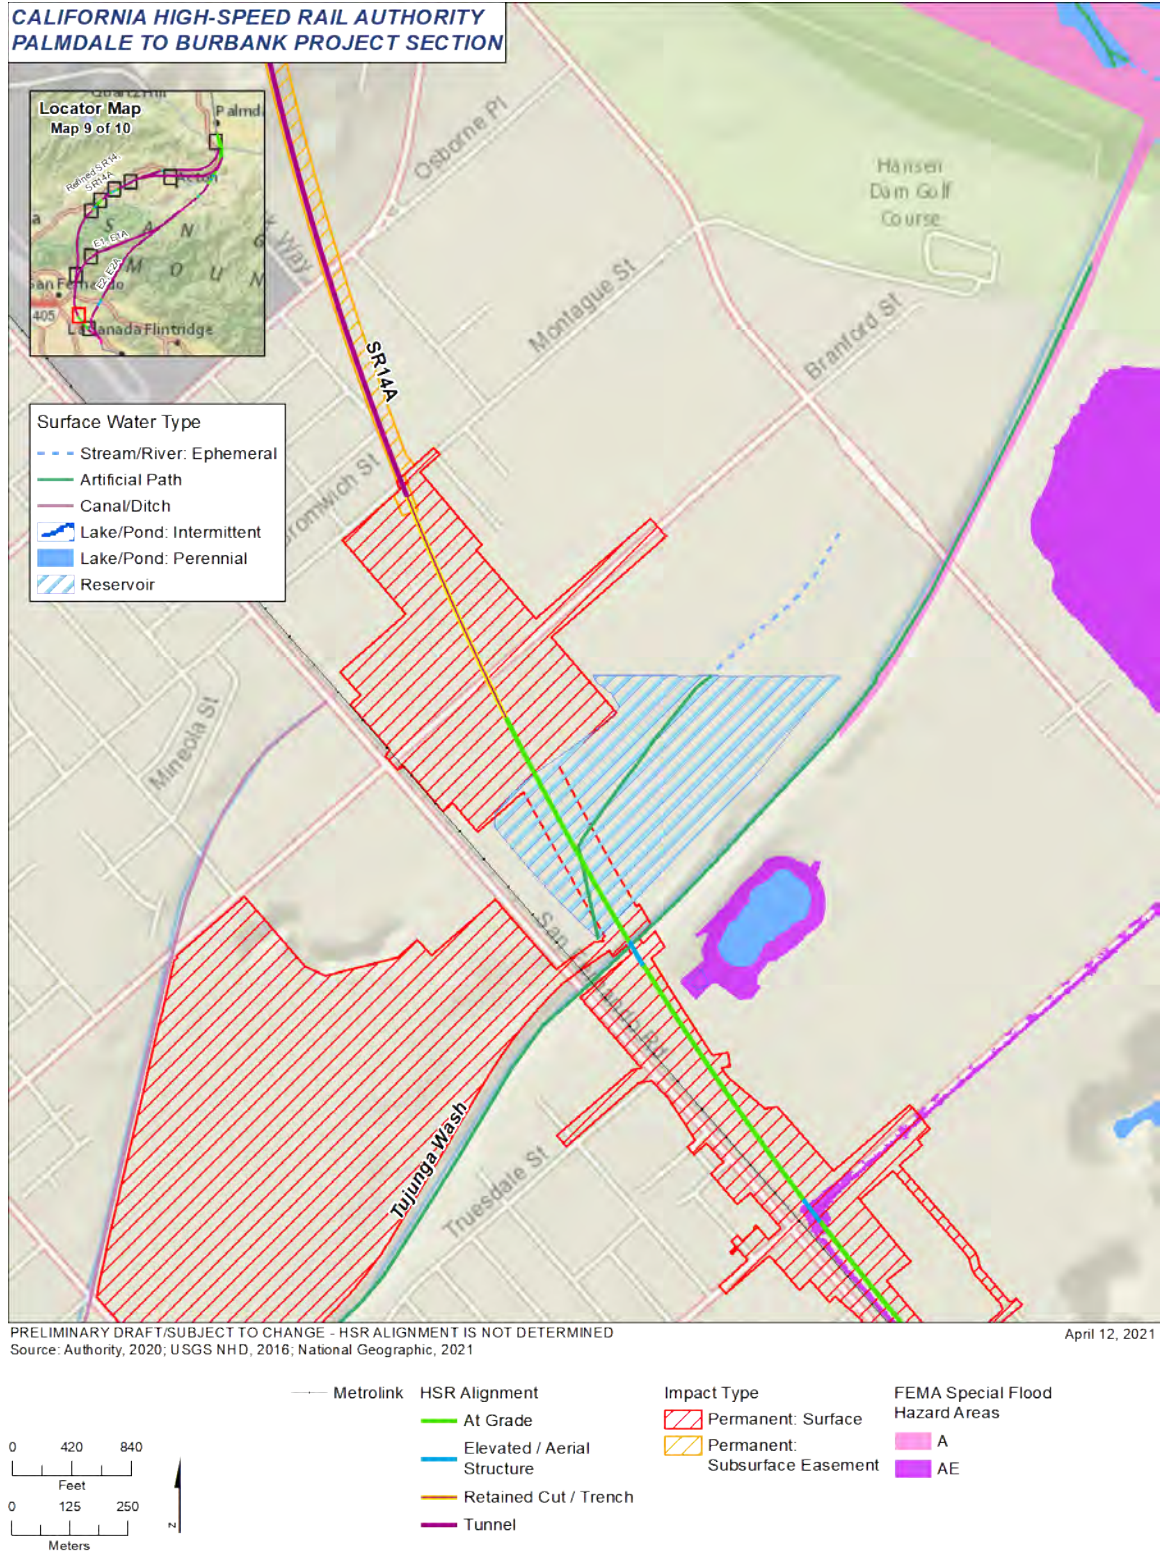 CALIFORNIA HIGH-SPEED RAIL AUTHORITY
PALMDALE TO BURBANK PROJECT SECTION
Locator Map
Map 9 of 10
Palmd
Refined SR14;
SR14A
Acton
S A N
G
M O U N
E1; E1A
E2; E2A
San Fernando
405
La Canada Flintridge
Osborne Pl
Way
Hansen
Dam Golf
Course
Montague St
Branford St
SR14A
Bromwich St
Surface Water Type
Stream/River: Ephemeral
Artificial Path
Canal/Ditch
Lake/Pond: Intermittent
Lake/Pond: Perennial
Reservoir
Mineola St
San Fernando Rd
Tujunga Wash
Truesdale St
PRELIMINARY DRAFT/SUBJECT TO CHANGE - HSR ALIGNMENT IS NOT DETERMINED
April 12, 2021
Source: Authority, 2020; USGS NHD, 2016; National Geographic, 2021
Metrolink
HSR Alignment
At Grade
Elevated / Aerial
Structure
Retained Cut / Trench
Tunnel
Impact Type
Permanent: Surface
Permanent:
Subsurface Easement
FEMA Special Flood
Hazard Areas
A
AE
0 420 840
Feet
0 125 250
Meters
N